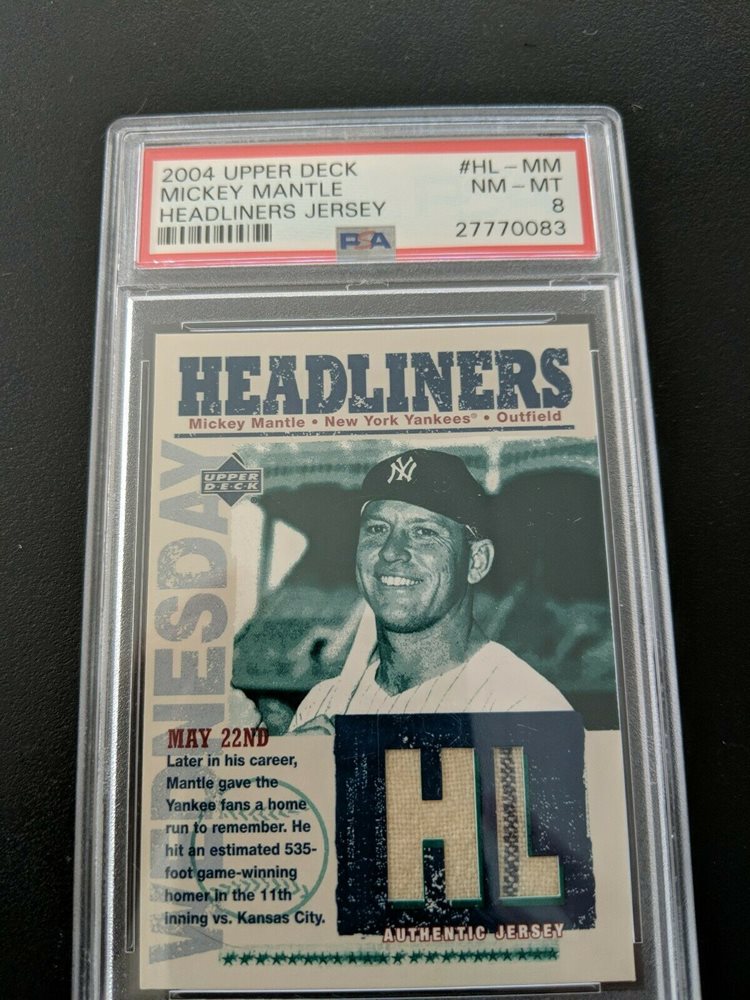 2004 UPPER DECK #HL-MM
MICKEY MANTLE NM-MT
HEADLINERS JERSEY 8
PSA 27770083
HEADLINERS
Mickey Mantle • New York Yankees® • Outfield
UPPER
D•E•C•K
®
WEDNESDAY
NY
MAY 22ND
Later in his career,
Mantle gave the
Yankee fans a home
run to remember. He
hit an estimated 535-
foot game-winning
homer in the 11th
inning vs. Kansas City.
HL
AUTHENTIC JERSEY